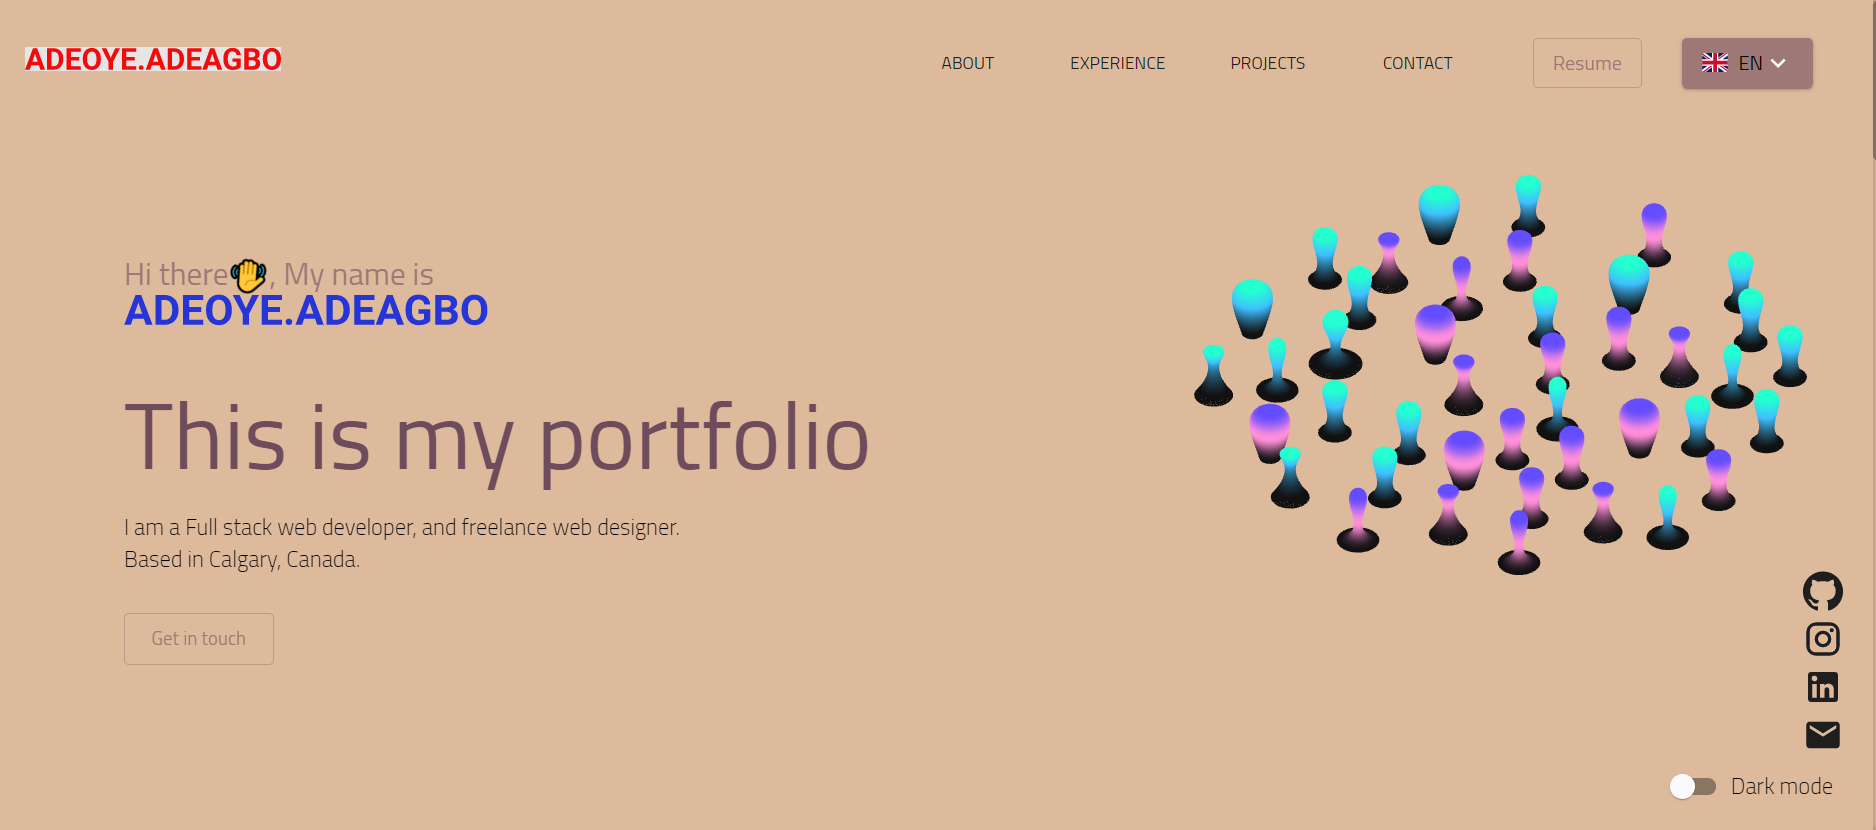 ADEOYE.ADEAGBO
ABOUT
EXPERIENCE
PROJECTS
CONTACT
Resume
EN
Hi there👋, My name is
ADEOYE.ADEAGBO
This is my portfolio
I am a Full stack web developer, and freelance web designer.
Based in Calgary, Canada.
Get in touch
in
Dark mode